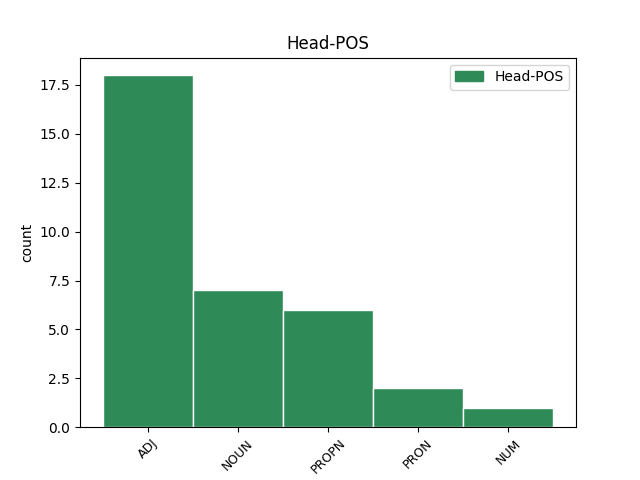 Head-POS
Head-POS
count
17.5
15.0
12.5
10.0
7.5
5.0
2.5
0.0
ADJ
NOUN
PROPN
PRON
NUM